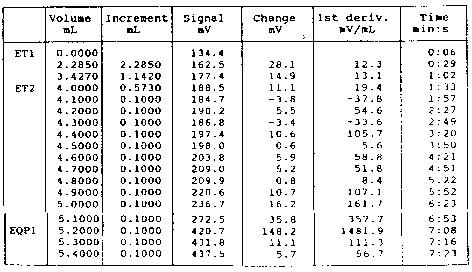 Volume Increment Signal Change 1st deriv. Time
mL mL mV mV mV/mL min:s
ET1 0.0000 134.4 0:06
2.2850 2.2850 162.5 28.1 12.3 0:29
3.4270 1.1420 177.4 14.9 13.1 1:02
ET2 4.0000 0.5730 188.5 11.1 19.4 1:33
4.1000 0.1000 184.7 -3.8 -37.8 1:57
4.2000 0.1000 190.2 5.5 54.6 2:27
4.3000 0.1000 186.8 -3.4 -33.6 2:49
4.4000 0.1000 197.4 10.6 105.7 3:20
4.5000 0.1000 198.0 0.6 5.6 3:50
4.6000 0.1000 203.8 5.9 58.8 4:21
4.7000 0.1000 209.0 5.2 51.8 4:51
4.8000 0.1000 209.9 0.8 8.4 5:22
4.9000 0.1000 220.6 10.7 107.1 5:52
5.0000 0.1000 236.7 16.2 161.7 6:23
5.1000 0.1000 272.5 35.8 357.7 6:53
EQP1 5.2000 0.1000 420.7 148.2 1481.9 7:08
5.3000 0.1000 431.8 11.1 111.3 7:16
5.4000 0.1000 437.5 5.7 56.7 7:23